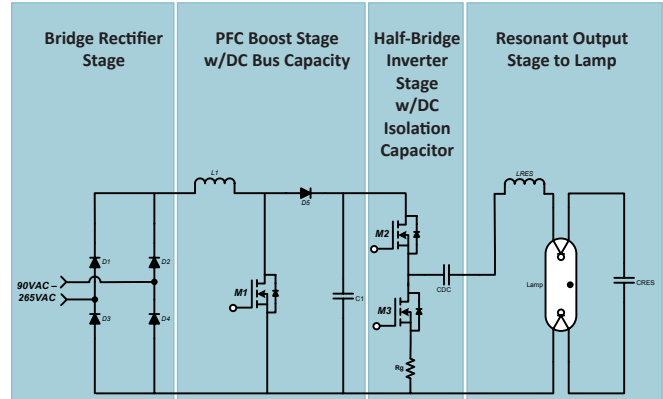 Bridge Rectifier
Stage
PFC Boost Stage
w/DC Bus Capacity
Half-Bridge
Inverter
Stage
w/DC
Isolation
Capacitor
Resonant Output
Stage to Lamp
L1
LRES
D5
D1
D2
M2
90VAC –
265VAC
M1
CDC
Lamp
CRES
C1
M3
D3
D4
Rg